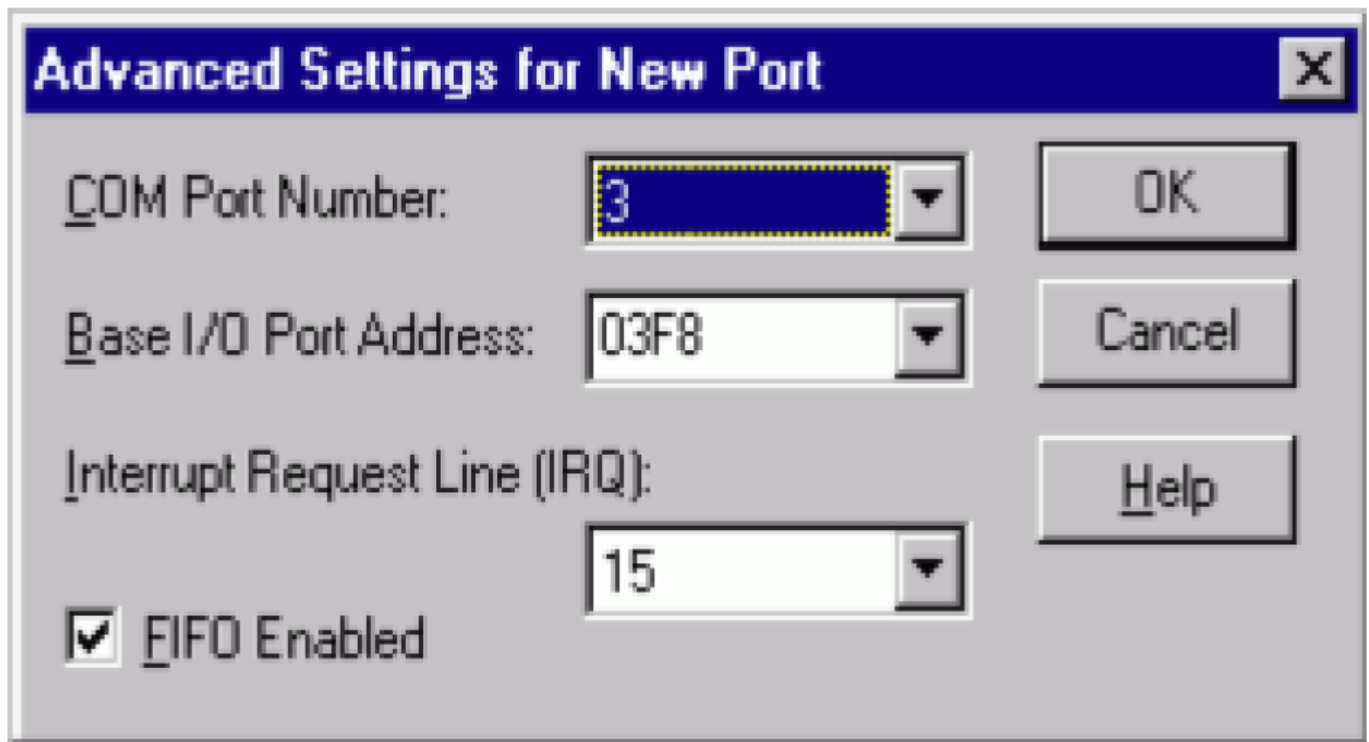 Advanced Settings for New Port
COM Port Number: 3 OK
Base I/O Port Address: 03F8 Cancel
Interrupt Request Line (IRQ): Help
15
FIFO Enabled